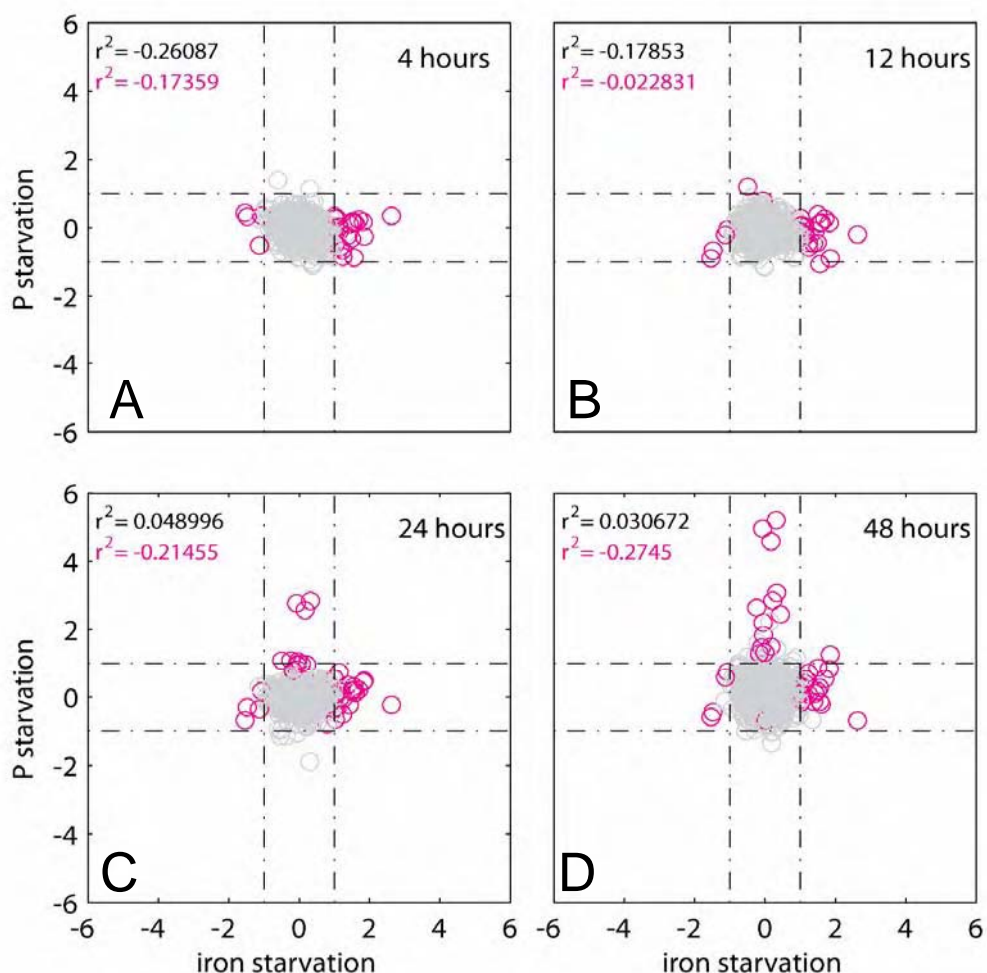 6
r²= -0.26087
r²= -0.17359
4 hours
r²= -0.17853
r²= -0.022831
12 hours
4
2
P starvation
0
-2
-4
A
B
-6
6
r²= 0.048996
r²= -0.21455
24 hours
r²= 0.030672
r²= -0.2745
48 hours
4
2
P starvation
0
-2
-4
C
D
-6
-6 -4 -2 0 2 4 6
-6 -4 -2 0 2 4 6
iron starvation
iron starvation